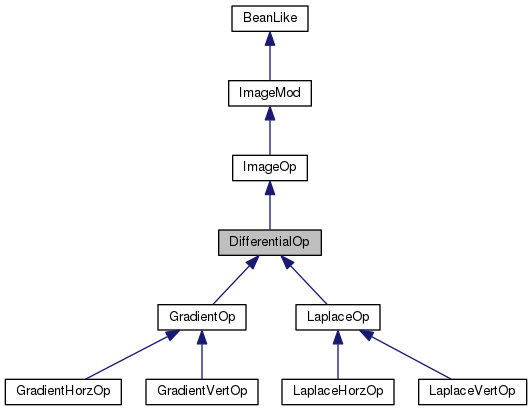 BeanLike
ImageMod
ImageOp
DifferentialOp
GradientOp
LaplaceOp
GradientHorzOp
GradientVertOp
LaplaceHorzOp
LaplaceVertOp